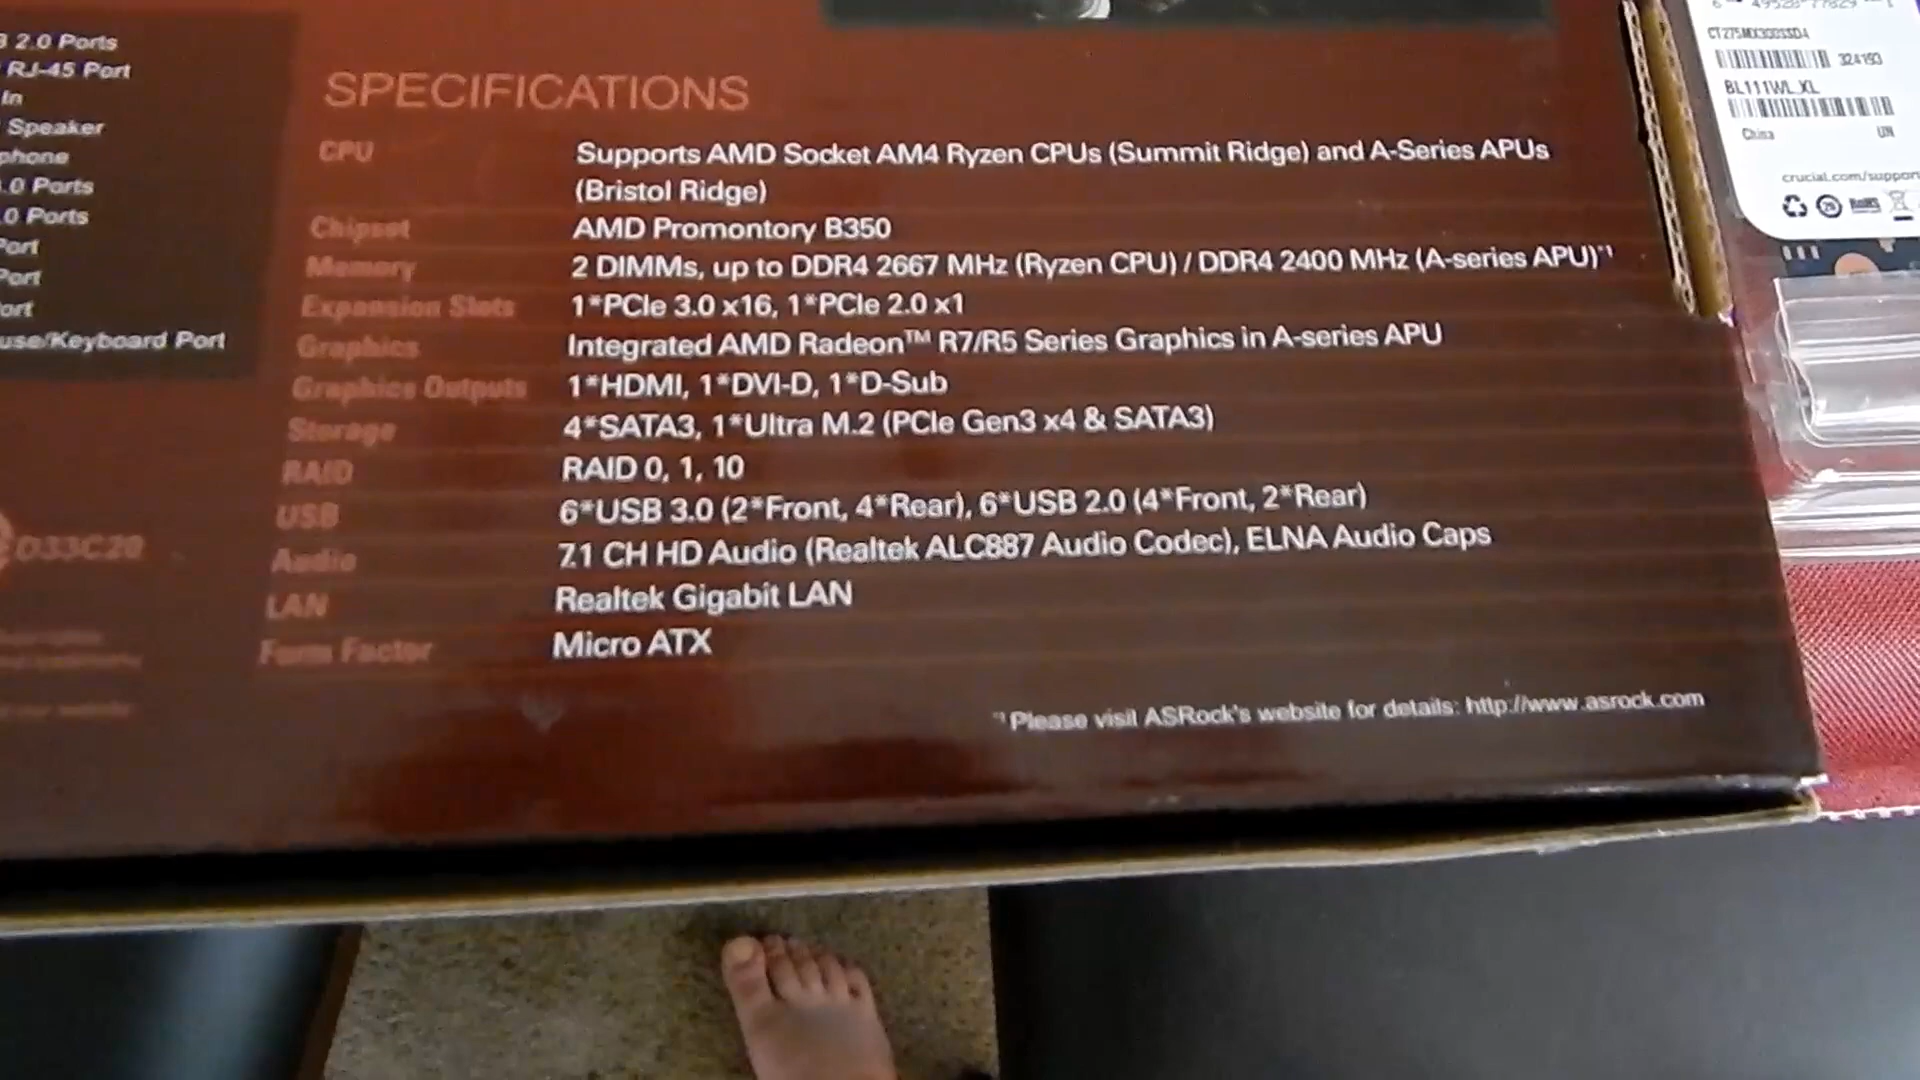 2.0 Ports
RJ-45 Port
In
Speaker
phone
.0 Ports
.0 Ports
Port
Port
ort
use/Keyboard Port
D33C20
SPECIFICATIONS
CPU Supports AMD Socket AM4 Ryzen CPUs (Summit Ridge) and A-Series APUs
(Bristol Ridge)
Chipset AMD Promontory B350
Memory 2 DIMMs, up to DDR4 2667 MHz (Ryzen CPU) / DDR4 2400 MHz (A-series APU)*1
Expansion Slots 1*PCIe 3.0 x16, 1*PCIe 2.0 x1
Graphics Integrated AMD Radeon™ R7/R5 Series Graphics in A-series APU
Graphics Outputs 1*HDMI, 1*DVI-D, 1*D-Sub
Storage 4*SATA3, 1*Ultra M.2 (PCIe Gen3 x4 & SATA3)
RAID RAID 0, 1, 10
USB 6*USB 3.0 (2*Front, 4*Rear), 6*USB 2.0 (4*Front, 2*Rear)
Audio 7.1 CH HD Audio (Realtek ALC887 Audio Codec), ELNA Audio Caps
LAN Realtek Gigabit LAN
Form Factor Micro ATX
*1 Please visit ASRock's website for details: http://www.asrock.com
CT275MX300SSD4
324193
BL111WL.XL
China UN
crucial.com/support